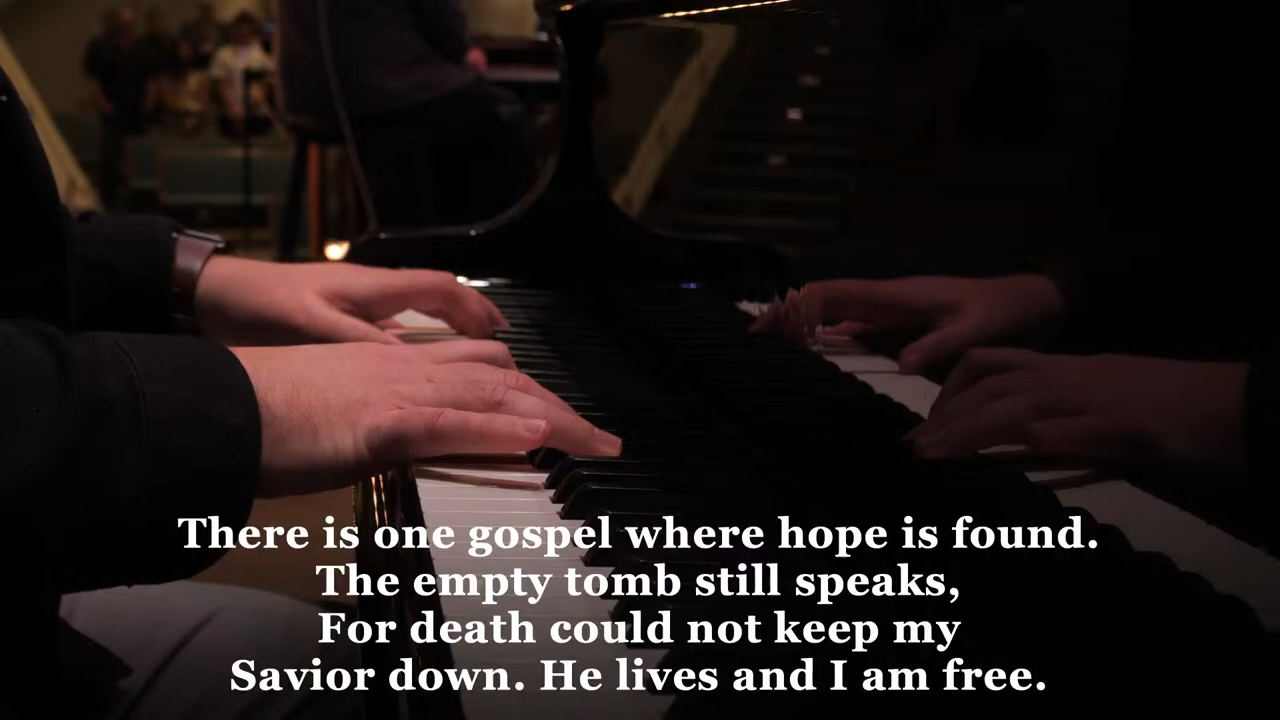 There is one gospel where hope is found.
The empty tomb still speaks,
For death could not keep my
Savior down. He lives and I am free.